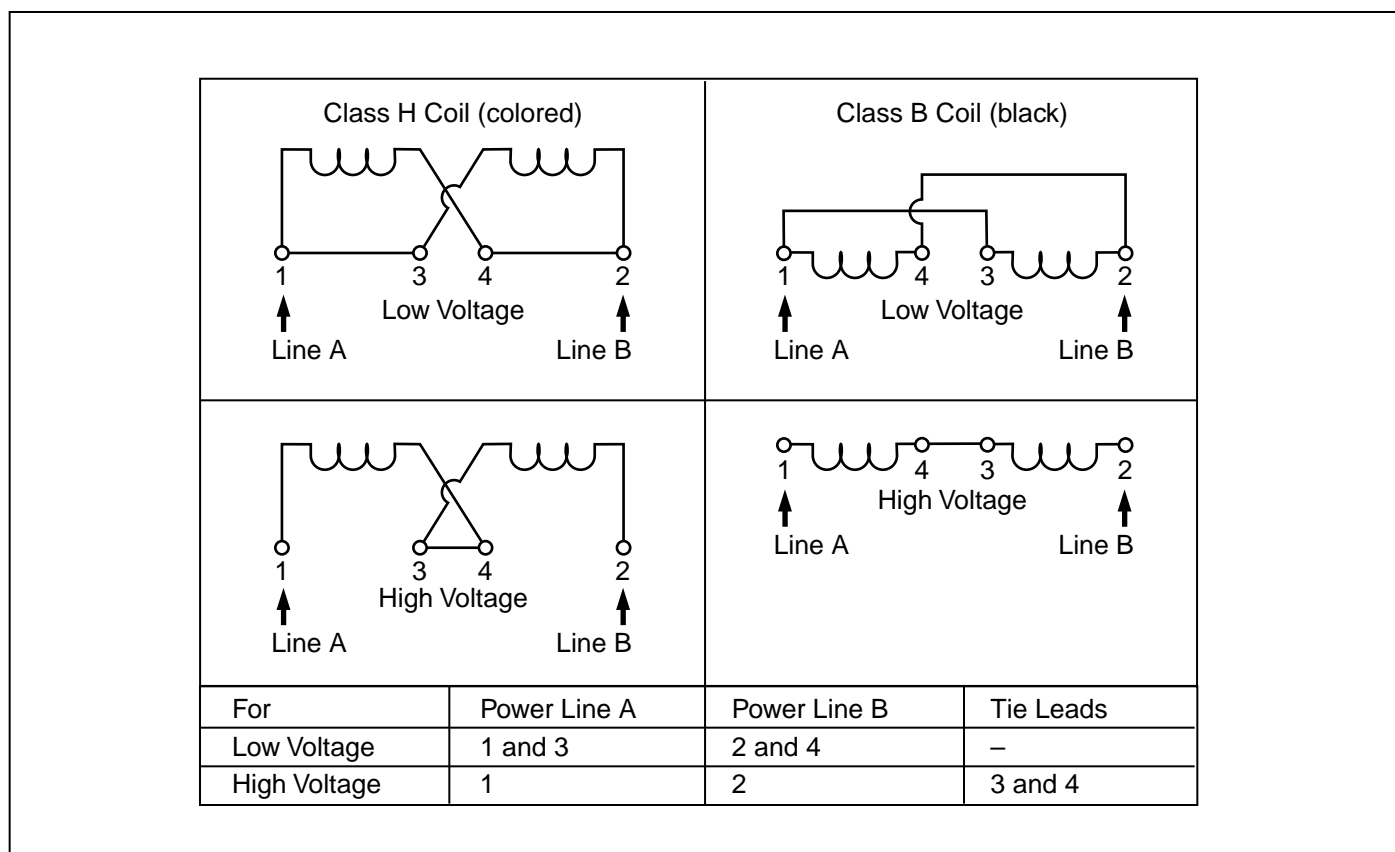 Class H Coil (colored)
1 3 4 2
Low Voltage
Line A Line B
Class B Coil (black)
1 4 3 2
Low Voltage
Line A Line B
1 3 4 2
High Voltage
Line A Line B
1 4 3 2
High Voltage
Line A Line B
For Power Line A Power Line B Tie Leads
Low Voltage 1 and 3 2 and 4 –
High Voltage 1 2 3 and 4